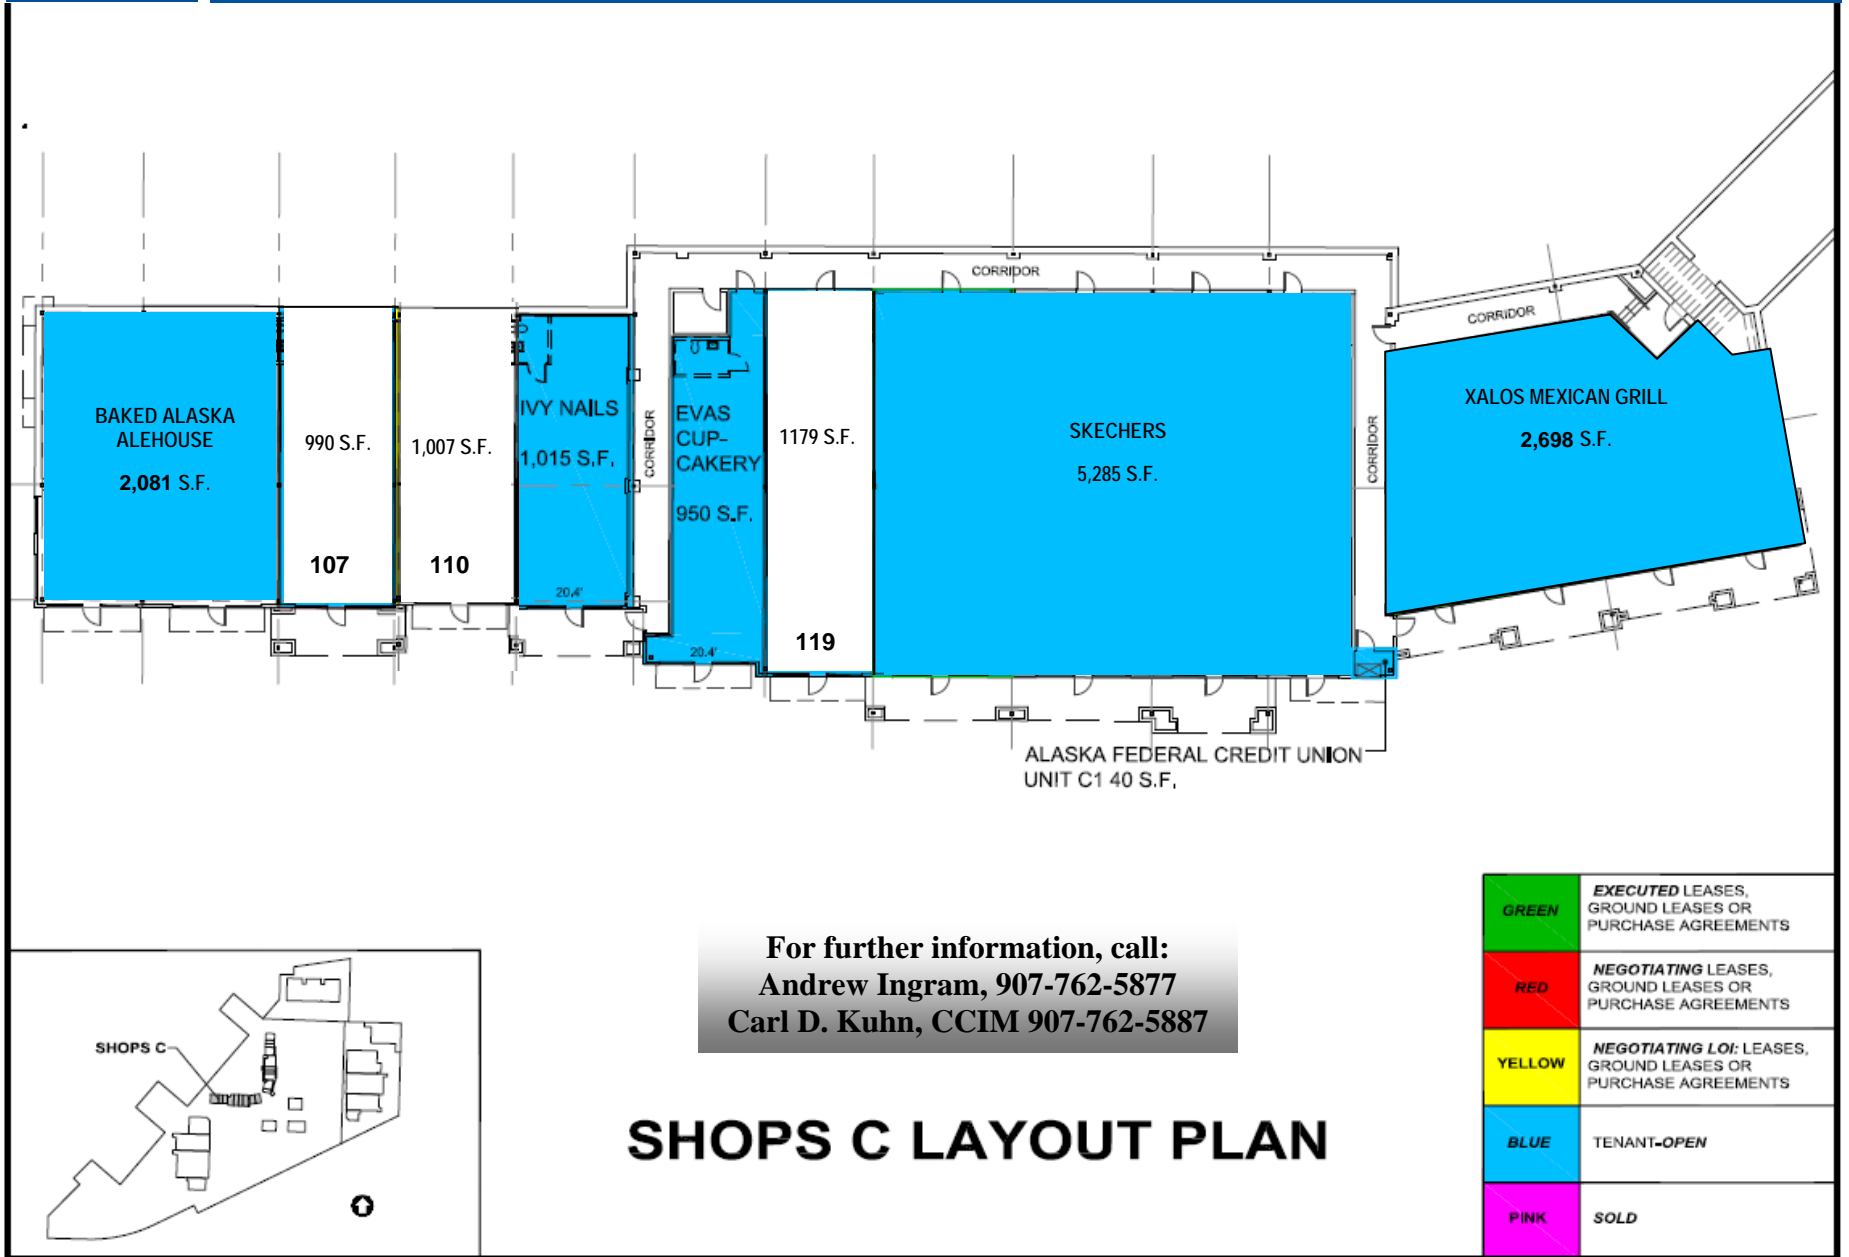 CORRIDOR
CORRIDOR
BAKED ALASKA
ALEHOUSE
2,081 S.F.
990 S.F.
107
1,007 S.F.
110
IVY NAILS
1,015 S.F.
20.4'
CORRIDOR
EVAS
CUP-
CAKERY
950 S.F.
20.4'
1179 S.F.
119
SKECHERS
5,285 S.F.
CORRIDOR
XALOS MEXICAN GRILL
2,698 S.F.
ALASKA FEDERAL CREDIT UNION
UNIT C1 40 S.F.
For further information, call:
Andrew Ingram, 907-762-5877
Carl D. Kuhn, CCIM 907-762-5887
SHOPS C
SHOPS C LAYOUT PLAN
GREEN
EXECUTED LEASES,
GROUND LEASES OR
PURCHASE AGREEMENTS
RED
NEGOTIATING LEASES,
GROUND LEASES OR
PURCHASE AGREEMENTS
YELLOW
NEGOTIATING LOI: LEASES,
GROUND LEASES OR
PURCHASE AGREEMENTS
BLUE
TENANT-OPEN
PINK
SOLD